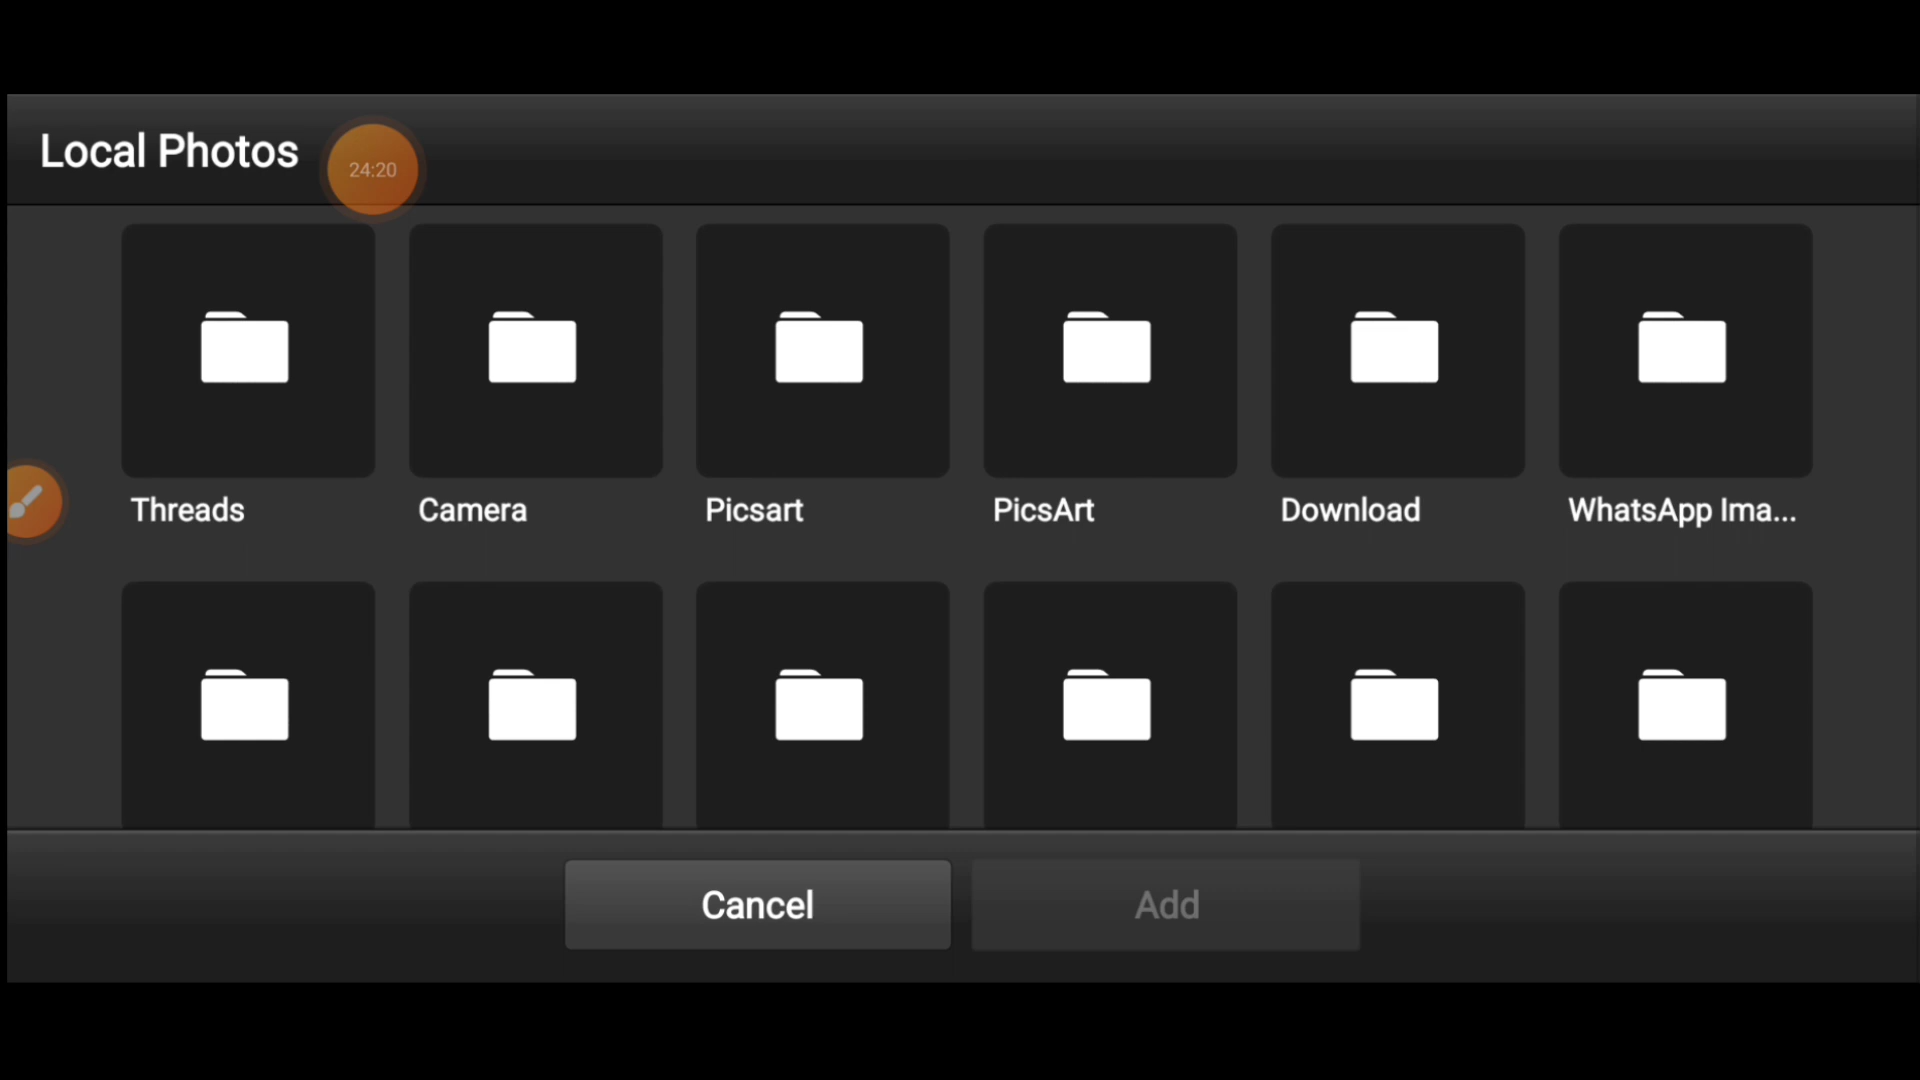 Local Photos
24:20
Threads
Camera
Picsart
PicsArt
Download
WhatsApp Ima...
Cancel
Add